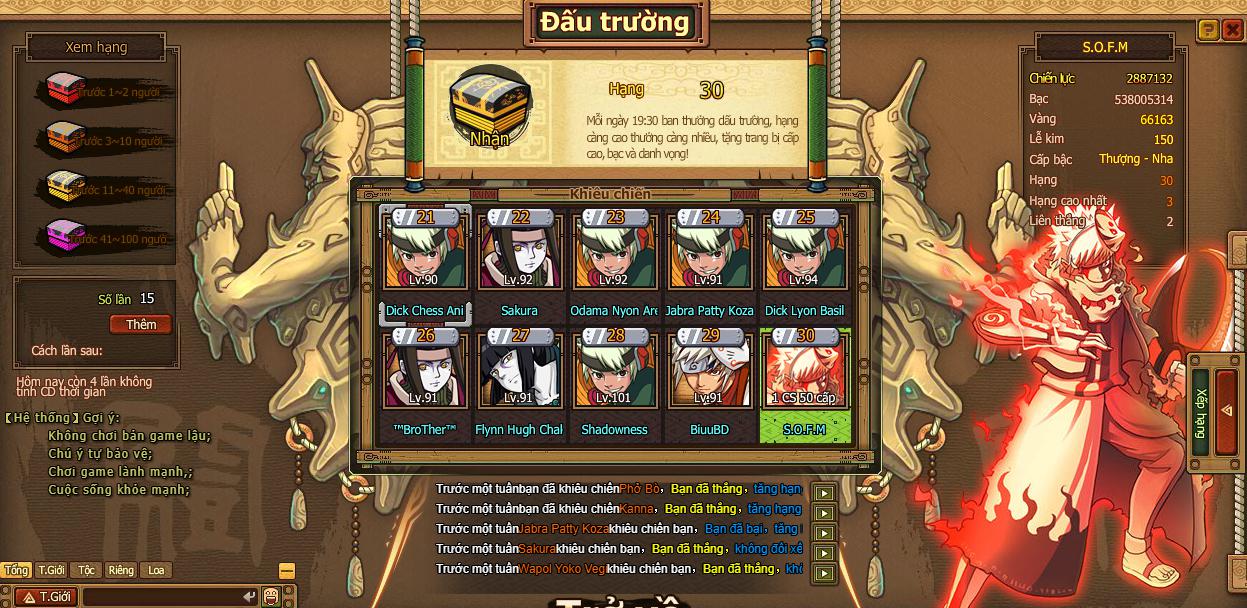 Đấu trường
Xem hạng
Trước 1~2 người
Trước 3~10 người
Trước 11~40 người
Trước 41~100 ngườ
Số lần 15
Thêm
Cách lần sau:
Hôm nay còn 4 lần không
tính CD thời gian
【Hệ thống】Gợi ý:
Không chơi bản game lậu;
Chú ý tự bảo vệ;
Chơi game lành mạnh,;
Cuộc sống khỏe mạnh;
Tổng T.Giới Tộc Riêng Loa
T.Giới
Nhận
Hạng 30
Mỗi ngày 19:30 ban thưởng dấu trường, hạng
càng cao thưởng càng nhiều, tặng trang bị cấp
cao, bạc và danh vọng!
Khiêu chiến
21 22 23 24 25
Lv.90 Lv.92 Lv.92 Lv.91 Lv.94
Dick Chess Ani Sakura Odama Nyon Are Jabra Patty Koza Dick Lyon Basil
26 27 28 29 30
Lv.91 Lv.91 Lv.101 Lv.91 1 CS 50 cấp
™BroTher™ Flynn Hugh Chal Shadowness BiuuBD S.O.F.M
Trước một tuầnbạn đã khiêu chiếnPhở Bò, Bạn đã thắng, tăng hạn
Trước một tuầnbạn đã khiêu chiếnKanna, Bạn đã thắng, tăng hạng
Trước một tuầnJabra Patty Kozakhiêu chiến bạn, Bạn đã bại, tăng
Trước một tuầnSakurakhiêu chiến bạn, Bạn đã thắng, không đổi xế
Trước một tuầnWapol Yoko Vegikhiêu chiến bạn, Bạn đã thắng, khô
S.O.F.M
Chiến lực 2887132
Bạc 538005314
Vàng 66163
Lễ kim 150
Cấp bậc Thượng - Nha
Hạng 30
Hạng cao nhất 3
Liên thắng 2
Xếp hạng